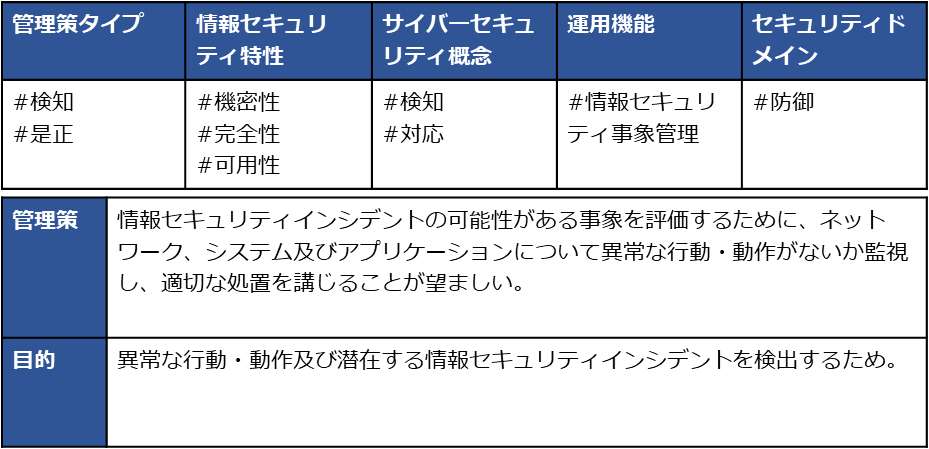 管理策タイプ
情報セキュリ
ティ特性
サイバーセキュ
リティ概念
運用機能
セキュリティド
メイン
#検知
#是正
#機密性
#完全性
#可用性
#検知
#対応
#情報セキュリ
ティ事象管理
#防御
管理策
情報セキュリティインシデントの可能性がある事象を評価するために、ネット
ワーク、システム及びアプリケーションについて異常な行動・動作がないか監視
し、適切な処置を講じることが望ましい。
目的
異常な行動・動作及び潜在する情報セキュリティインシデントを検出するため。